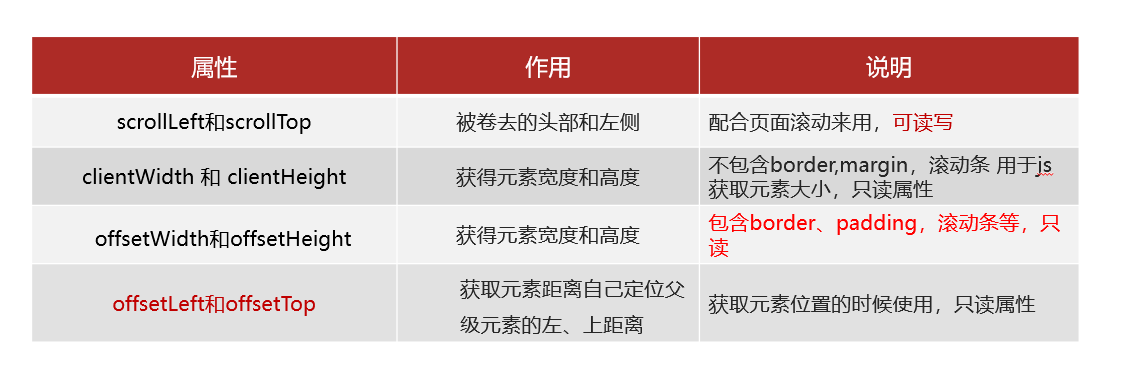 属性
作用
说明
scrollLeft和scrollTop
被卷去的头部和左侧
配合页面滚动来用，可读写
clientWidth 和 clientHeight
获得元素宽度和高度
不包含border,margin，滚动条 用于js
获取元素大小，只读属性
offsetWidth和offsetHeight
获得元素宽度和高度
包含border、padding，滚动条等，只
读
offsetLeft和offsetTop
获取元素距离自己定位父
级元素的左、上距离
获取元素位置的时候使用，只读属性